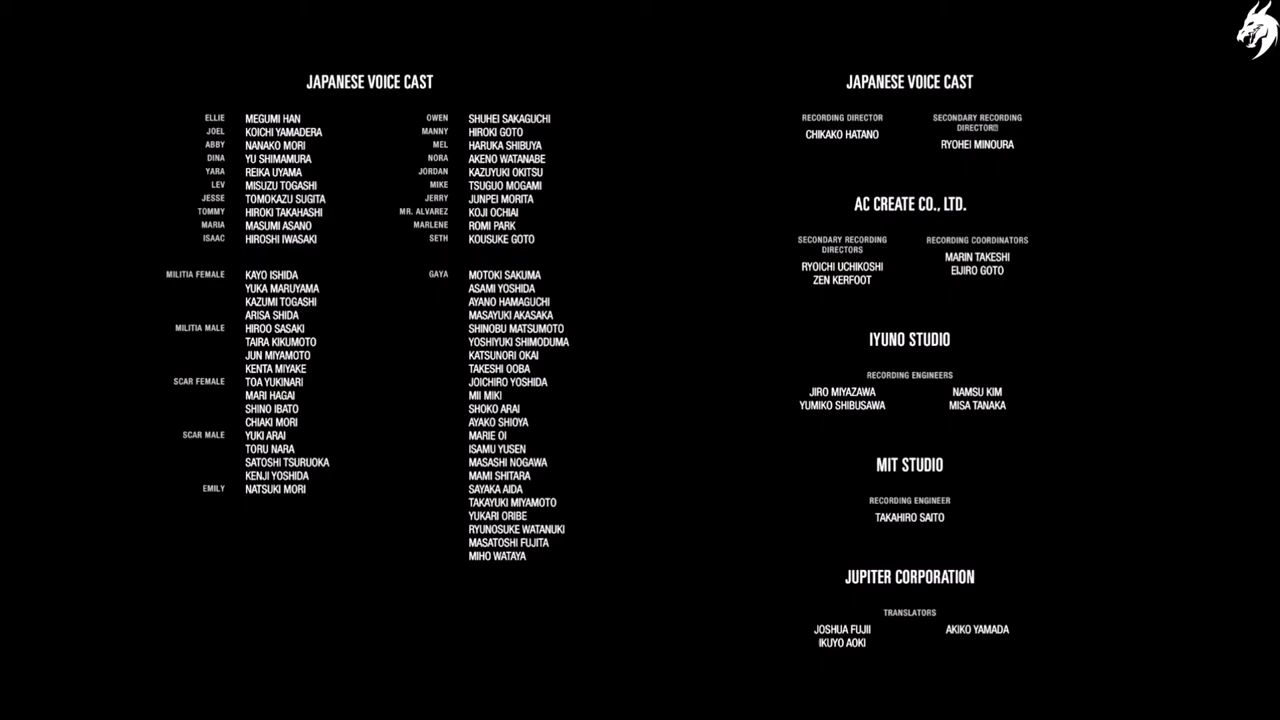 JAPANESE VOICE CAST
ELLIE MEGUMI HAN
JOEL KOICHI YAMADERA
ABBY NANAKO MORI
DINA YU SHIMAMURA
YARA REIKA UYAMA
LEV MISUZU TOGASHI
JESSE TOMOKAZU SUGITA
TOMMY HIROKI TAKAHASHI
MARIA MASUMI ASANO
ISAAC HIROSHI IWASAKI
OWEN SHUHEI SAKAGUCHI
MANNY HIROKI GOTO
MEL HARUKA SHIBUYA
NORA AKENO WATANABE
JORDAN KAZUYUKI OKITSU
MIKE TSUGUO MOGAMI
JERRY JUNPEI MORITA
MR. ALVAREZ KOJI OCHIAI
MARLENE ROMI PARK
SETH KOUSUKE GOTO
MILITIA FEMALE KAYO ISHIDA
YUKA MARUYAMA
KAZUMI TOGASHI
ARISA SHIDA
MILITIA MALE HIROO SASAKI
TAIRA KIKUMOTO
JUN MIYAMOTO
KENTA MIYAKE
SCAR FEMALE TOA YUKINARI
MARI HAGAI
SHINO IBATO
CHIAKI MORI
SCAR MALE YUKI ARAI
TORU NARA
SATOSHI TSURUOKA
KENJI YOSHIDA
EMILY NATSUKI MORI
GAYA MOTOKI SAKUMA
ASAMI YOSHIDA
AYANO HAMAGUCHI
MASAYUKI AKASAKA
SHINOBU MATSUMOTO
YOSHIYUKI SHIMODUMA
KATSUNORI OKAI
TAKESHI OOBA
JOICHIRO YOSHIDA
MII MIKI
SHOKO ARAI
AYAKO SHIOYA
MARIE OI
ISAMU YUSEN
MASASHI NOGAWA
MAMI SHITARA
SAYAKA AIDA
TAKAYUKI MIYAMOTO
YUKARI ORIBE
RYUNOSUKE WATANUKI
MASATOSHI FUJITA
MIHO WATAYA
JAPANESE VOICE CAST
RECORDING DIRECTOR
CHIKAKO HATANO
SECONDARY RECORDING
DIRECTOR
RYOHEI MINOURA
AC CREATE CO., LTD.
SECONDARY RECORDING
DIRECTORS
RYOICHI UCHIKOSHI
ZEN KERFOOT
RECORDING COORDINATORS
MARIN TAKESHI
EIJIRO GOTO
IYUNO STUDIO
RECORDING ENGINEERS
JIRO MIYAZAWA NAMSU KIM
YUMIKO SHIBUSAWA MISA TANAKA
MIT STUDIO
RECORDING ENGINEER
TAKAHIRO SAITO
JUPITER CORPORATION
TRANSLATORS
JOSHUA FUJII AKIKO YAMADA
IKUYO AOKI